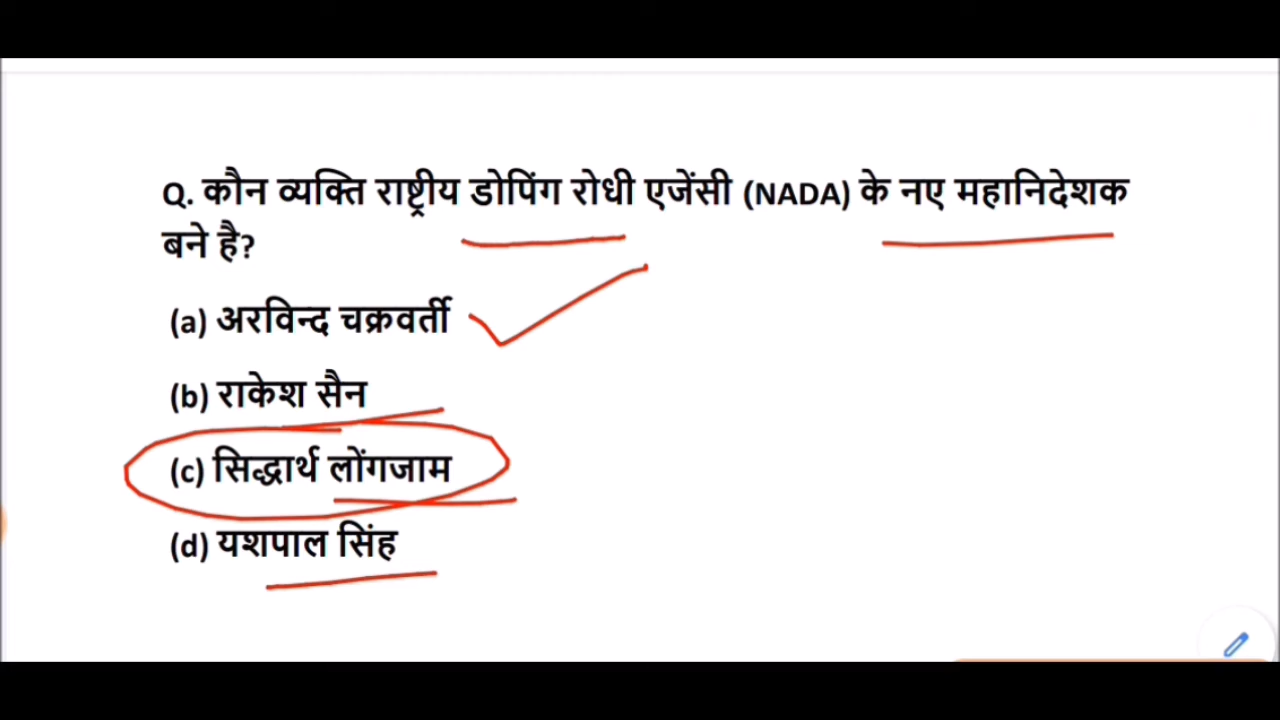 Q. कौन व्यक्ति राष्ट्रीय डोपिंग रोधी एजेंसी (NADA) के नए महानिदेशक
बने है?
(a) अरविन्द चक्रवर्ती
(b) राकेश सैन
(c) सिद्धार्थ लोंगजाम
(d) यशपाल सिंह